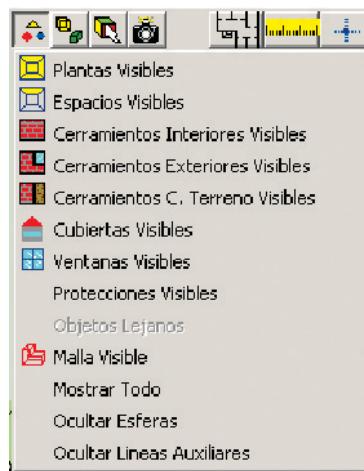 Plantas Visibles
Espacios Visibles
Cerramientos Interiores Visibles
Cerramientos Exteriores Visibles
Cerramientos C. Terreno Visibles
Cubiertas Visibles
Ventanas Visibles
Protecciones Visibles
Objetos Lejanos
Malla Visible
Mostrar Todo
Ocultar Esferas
Ocultar Lineas Auxiliares